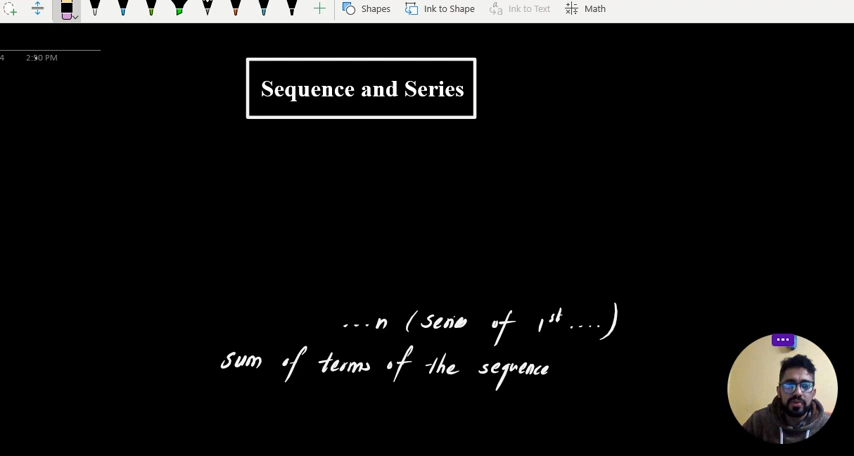 Shapes Ink to Shape Ink to Text Math
2:50 PM
Sequence and Series
...n (series of 1st ....)
sum of terms of the sequence